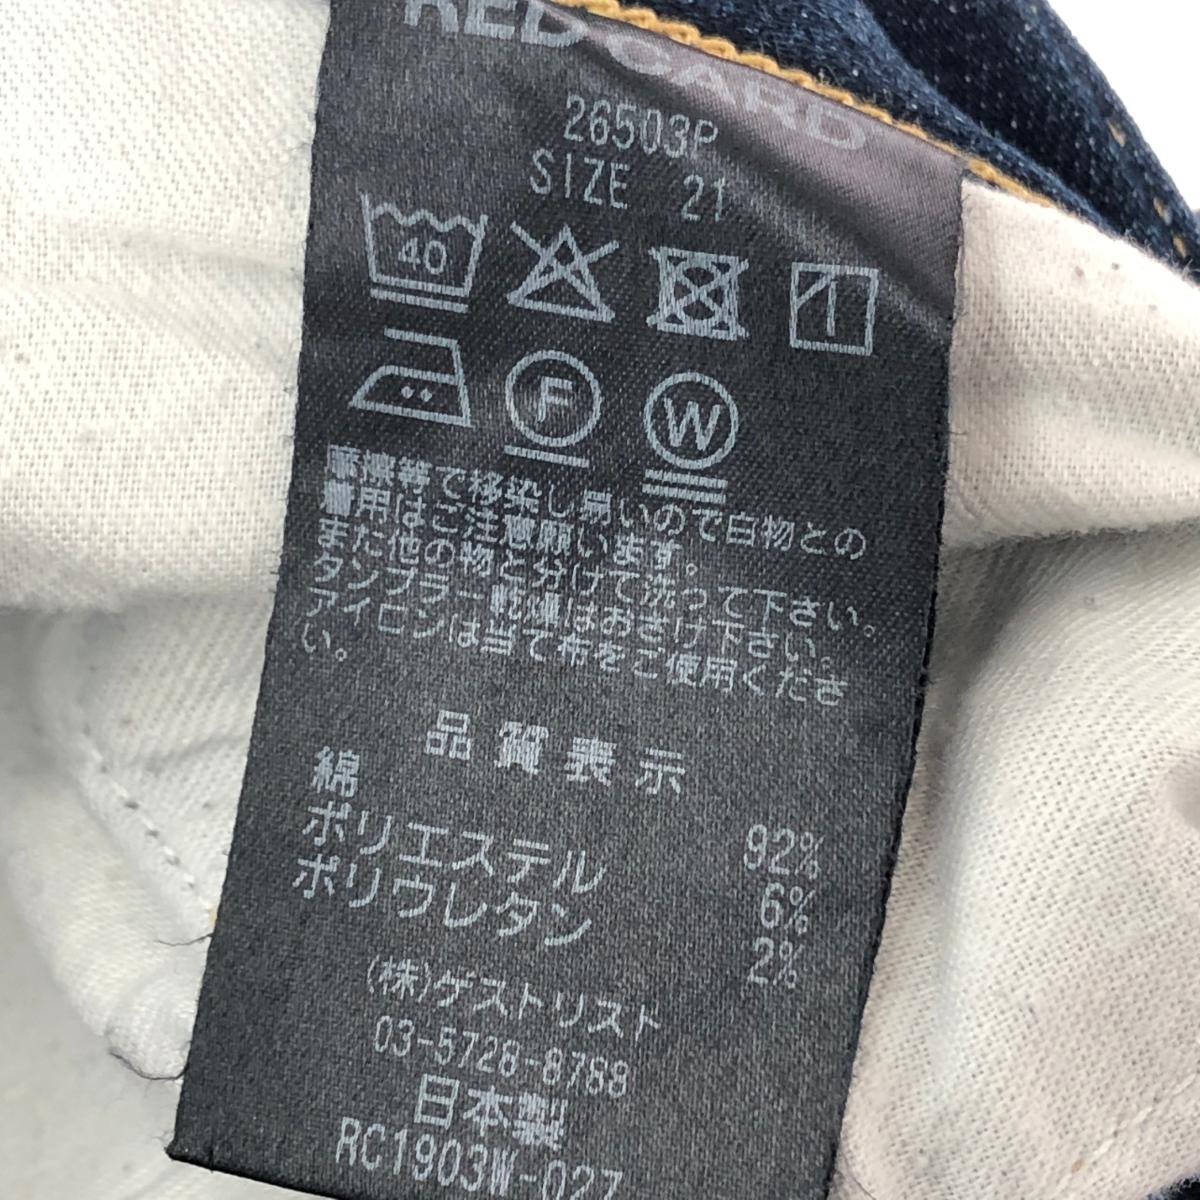 RED CARD
26503P
SIZE 21
40
F
W
摩擦等で移染し易いので白物との
着用はご注意願います。
また他の物と分けて洗って下さい。
タンブラー乾燥はおさけ下さい。
アイロンは当て布をご使用くださ
い。
品質表示
綿 92%
ポリエステル 6%
ポリウレタン 2%
(株)ゲストリスト
03-5728-8788
日本製
RC1903W-027